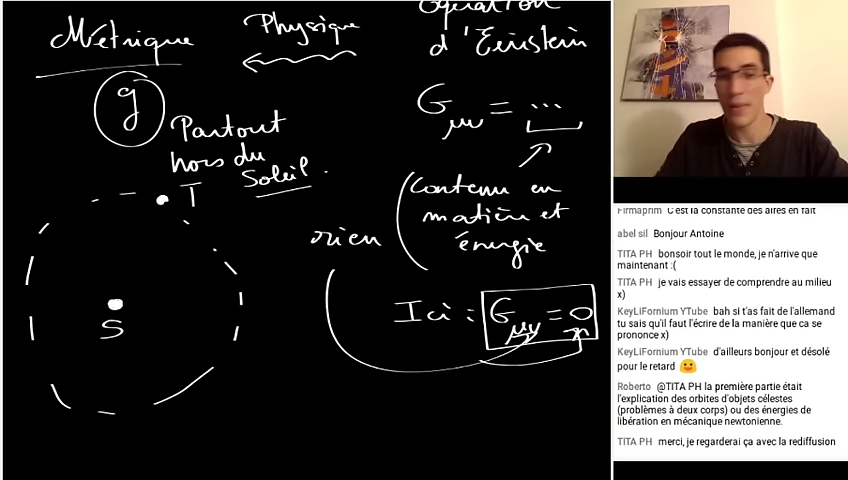 Métrique
Physique
Equation
d'Einstein
g
Gμν = ...
Partout
hors du
Soleil.
T
contenu en
matière et
énergie
rien
S
Ici : Gμν = 0
Firmaprim C'est la constante des aires en fait
abel sil Bonjour Antoine
TITA PH bonsoir tout le monde, je n'arrive que
maintenant :(
TITA PH je vais essayer de comprendre au milieu
x)
KeyLiFornium YTube bah si t'as fait de l'allemand
tu sais qu'il faut l'écrire de la manière que ca se
prononce x)
KeyLiFornium YTube d'ailleurs bonjour et désolé
pour le retard
Roberto @TITA PH la première partie était
l'explication des orbites d'objets célestes
(problèmes à deux corps) ou des énergies de
libération en mécanique newtonienne.
TITA PH merci, je regarderai ça avec la rediffusion